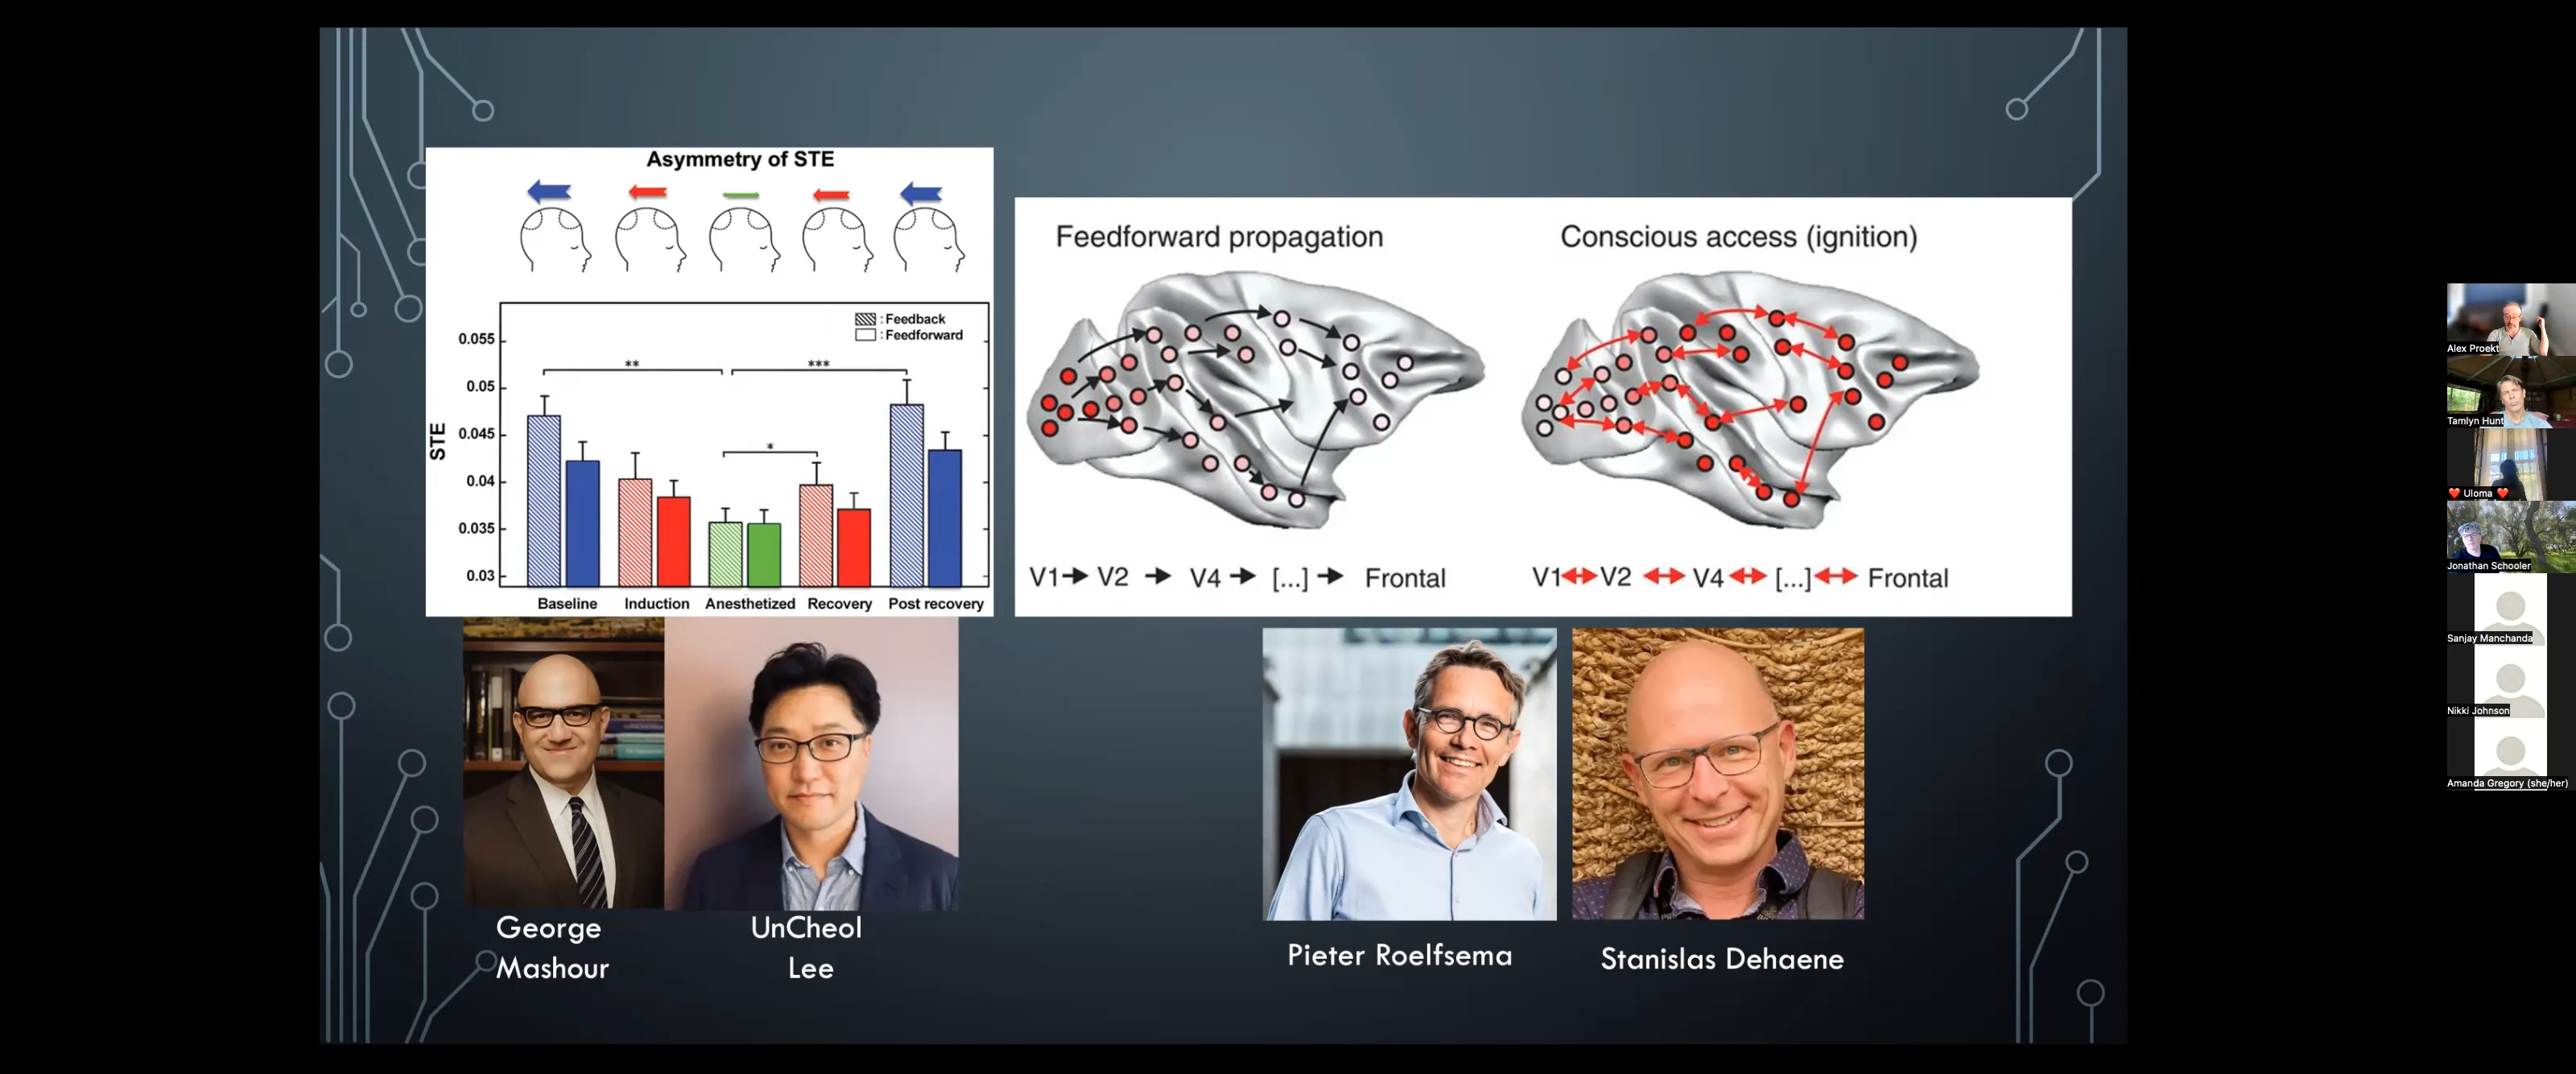 Asymmetry of STE
: Feedback
: Feedforward
STE
0.055
0.05
0.045
0.04
0.035
0.03
**
***
*
Baseline Induction Anesthetized Recovery Post recovery
Feedforward propagation
V1 → V2 → V4 → [...] → Frontal
Conscious access (ignition)
V1 ↔ V2 ↔ V4 ↔ [...] ↔ Frontal
George
Mashour
UnCheol
Lee
Pieter Roelfsema
Stanislas Dehaene
Alex Proekt
Tamlyn Hunt
❤️ Uloma ❤️
Jonathan Schooler
Sanjay Manchanda
Nikki Johnson
Amanda Gregory (she/her)